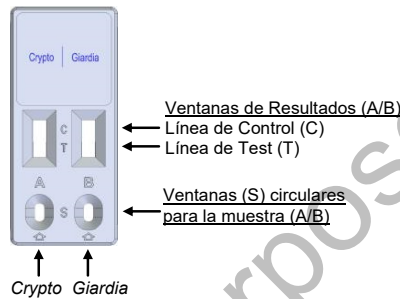 Crypto Giardia
Ventanas de Resultados (A/B)
C Línea de Control (C)
T Línea de Test (T)
A B
Ventanas (S) circulares
S para la muestra (A/B)
Crypto Giardia